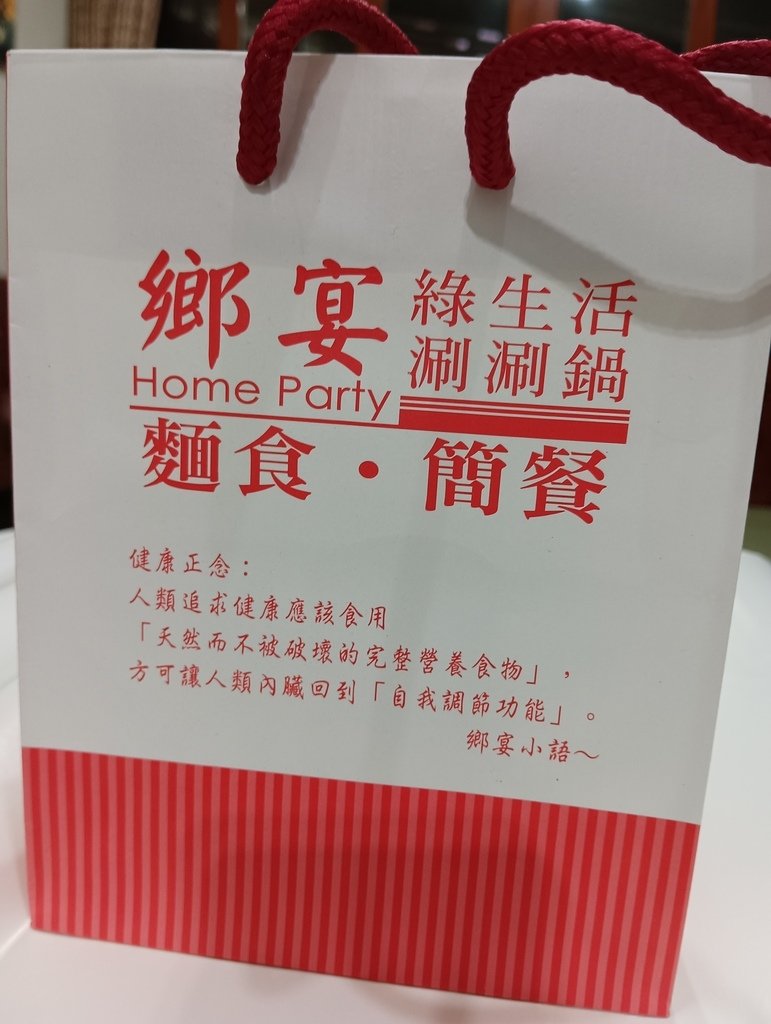 鄉宴
Home Party
綠生活
涮涮鍋
麵食・簡餐
健康正念：
人類追求健康應該食用
「天然而不被破壞的完整營養食物」，
方可讓人類內臟回到「自我調節功能」。
鄉宴小語～